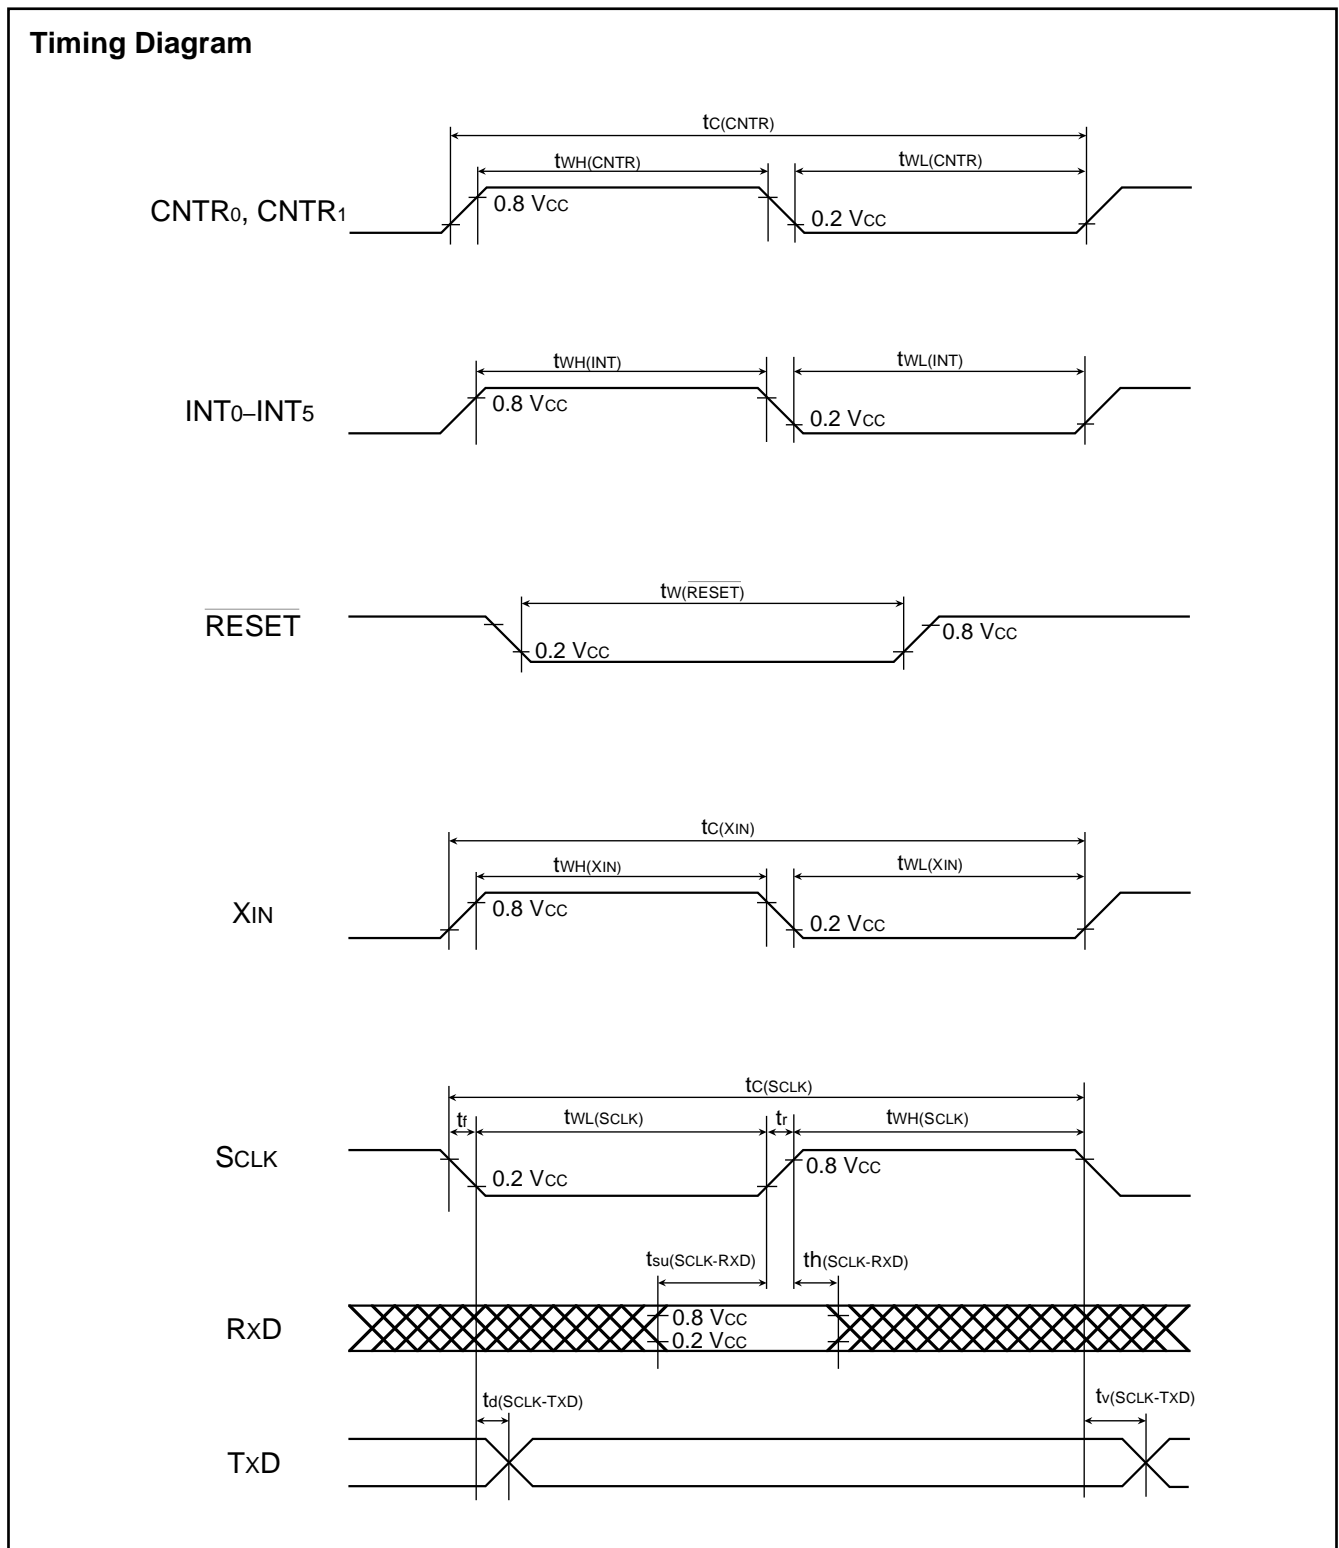 Timing Diagram
tC(CNTR)
tWH(CNTR)
tWL(CNTR)
CNTR0, CNTR1
0.8 VCC
0.2 VCC
tWH(INT)
tWL(INT)
INT0–INT5
0.8 VCC
0.2 VCC
tW(RESET)
RESET
0.2 VCC
0.8 VCC
tC(XIN)
tWH(XIN)
tWL(XIN)
XIN
0.8 VCC
0.2 VCC
tC(SCLK)
tf
tWL(SCLK)
tr
tWH(SCLK)
SCLK
0.2 VCC
0.8 VCC
tsu(SCLK-RXD)
th(SCLK-RXD)
RXD
0.8 VCC
0.2 VCC
td(SCLK-TXD)
tv(SCLK-TXD)
TXD